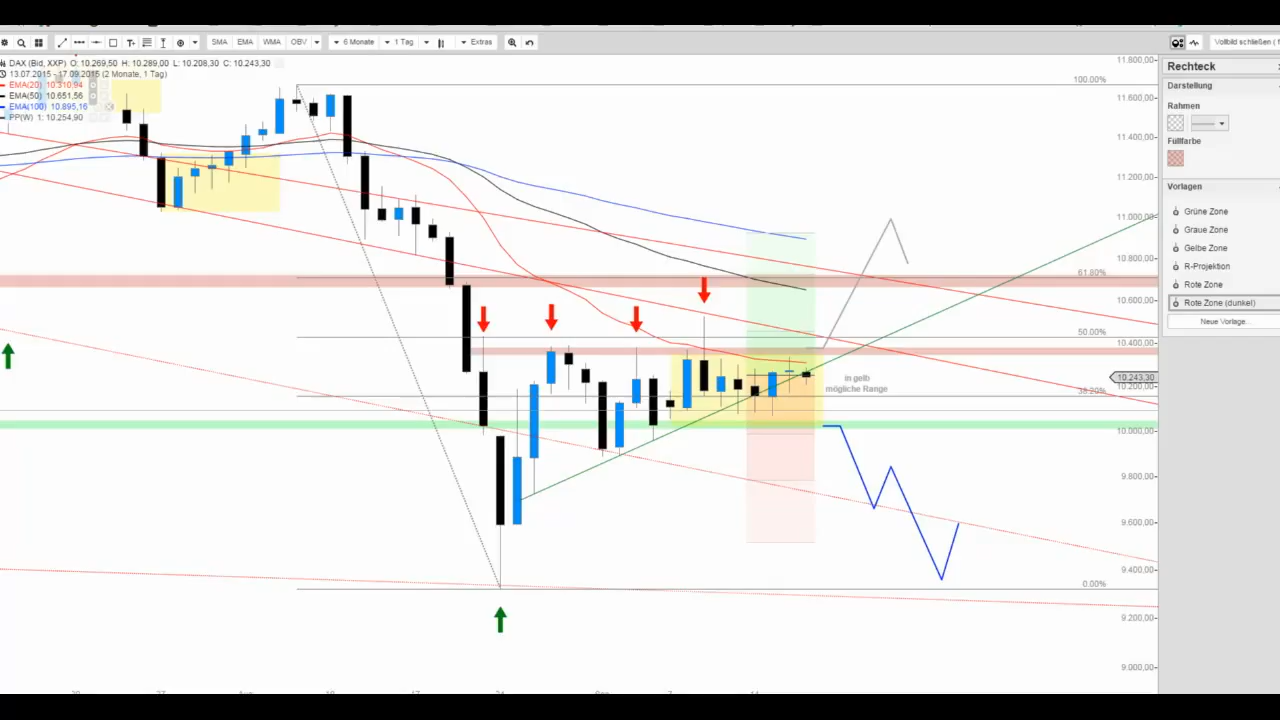 SMA EMA WMA OBV 6 Monate 1 Tag Extras
Vollbild schließen (
DAX (Bid, XXP) O: 10.269,50 H: 10.289,00 L: 10.208,30 C: 10.243,30
13.07.2015 - 17.09.2015 (2 Monate, 1 Tag)
EMA(20) 10.310,94
EMA(50) 10.651,56
EMA(100) 10.895,16
PP(W) 1: 10.254,90
100.00%
61.80%
50.00%
38.20%
0.00%
in gelb
mögliche Range
11.600,00
11.400,00
11.200,00
11.000,00
10.800,00
10.600,00
10.400,00
10.243,30
10.200,00
10.000,00
9.800,00
9.600,00
9.400,00
9.200,00
9.000,00
Rechteck
Darstellung
Rahmen
Füllfarbe
Vorlagen
Grüne Zone
Graue Zone
Gelbe Zone
R-Projektion
Rote Zone
Rote Zone (dunkel)
Neue Vorlage...